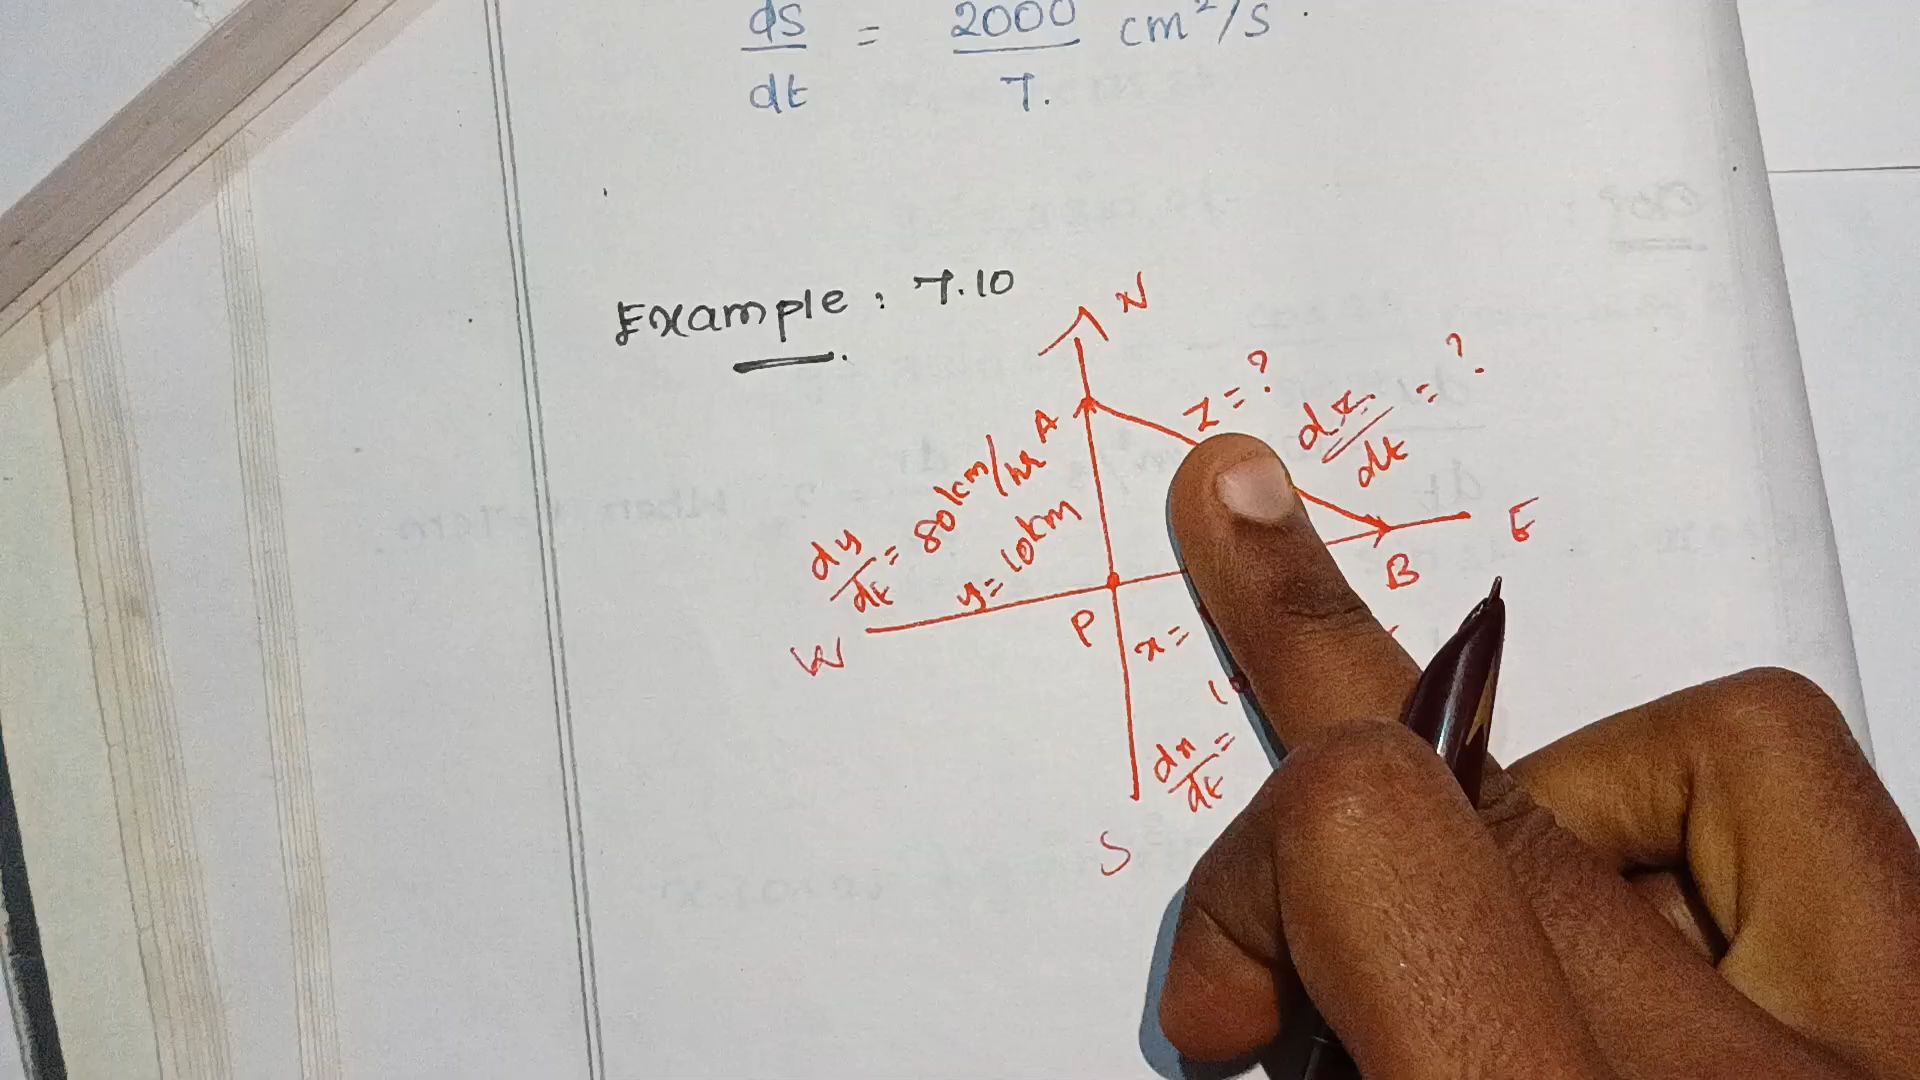 dS/dt = 2000/7. cm²/s.
Example : 7.10
N
A
Z = ?
dz/dt = ?
dy/dt = 80km/hr
y = 10km
E
B
P
W
x =
dx/dt =
S